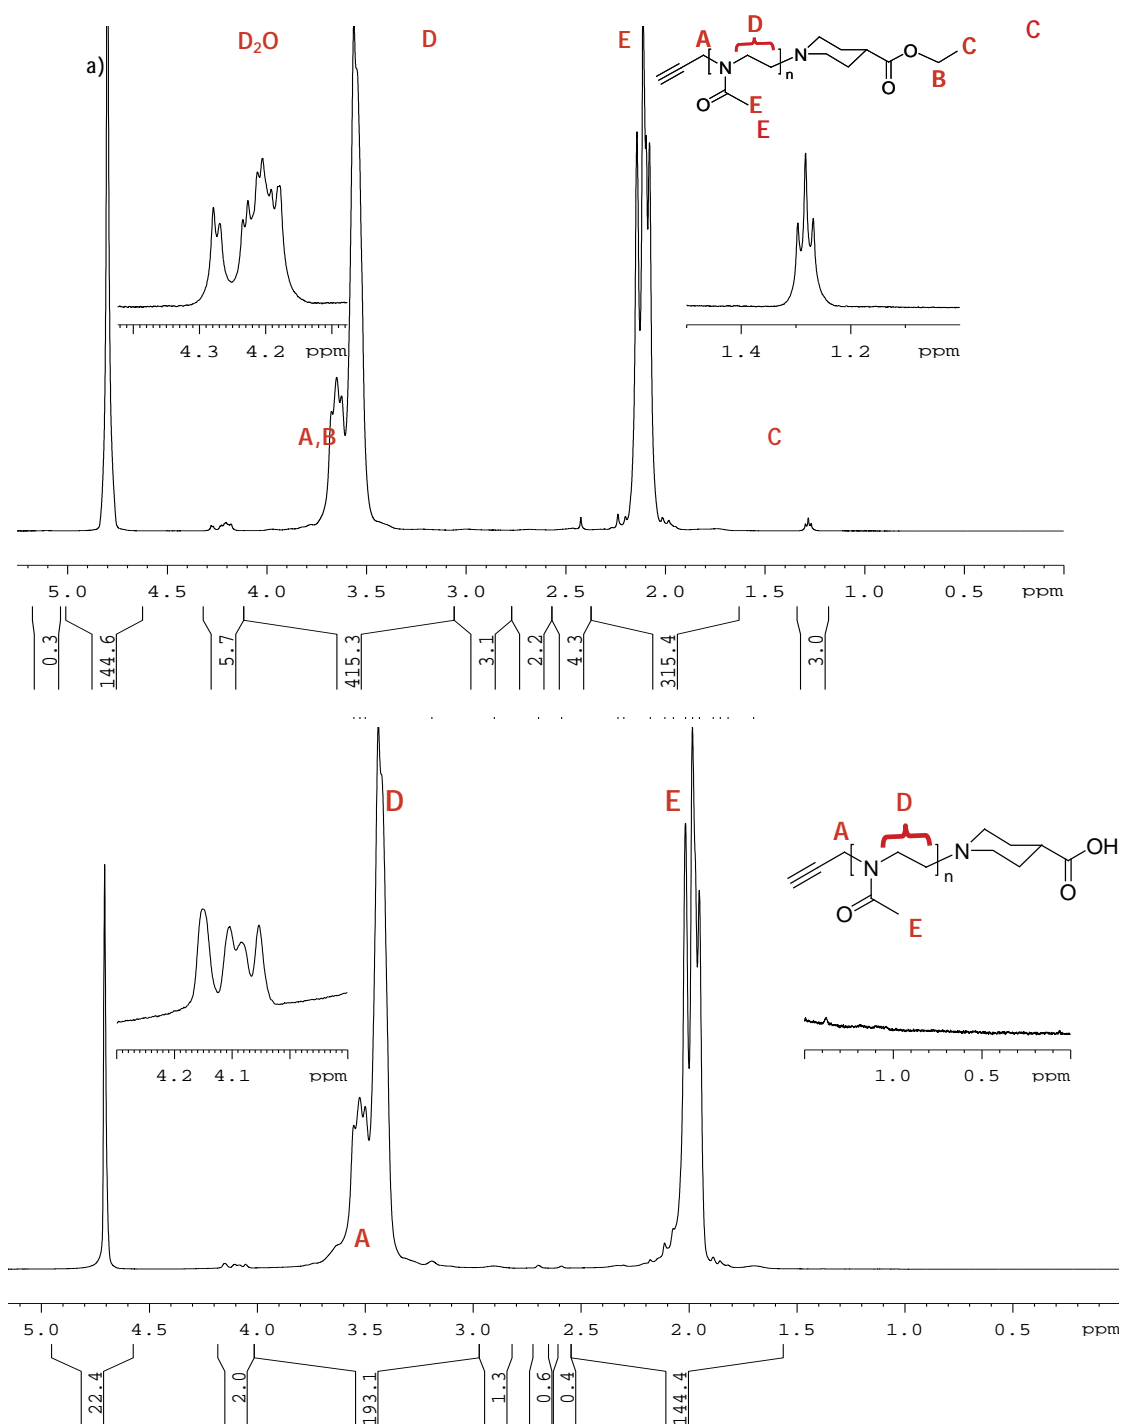 a)
D₂O
D
E
C
A
D
N
n
N
O
O
C
B
O
E
E
4.3 4.2 ppm
1.4 1.2 ppm
A,B
C
5.0 4.5 4.0 3.5 3.0 2.5 2.0 1.5 1.0 0.5 ppm
0.3 144.6 5.7 415.3 3.1 2.2 4.3 315.4 3.0
D
E
D
A
N
n
N
OH
O
O
E
4.2 4.1 ppm
1.0 0.5 ppm
A
5.0 4.5 4.0 3.5 3.0 2.5 2.0 1.5 1.0 0.5 ppm
22.4 2.0 193.1 1.3 0.6 0.4 144.4